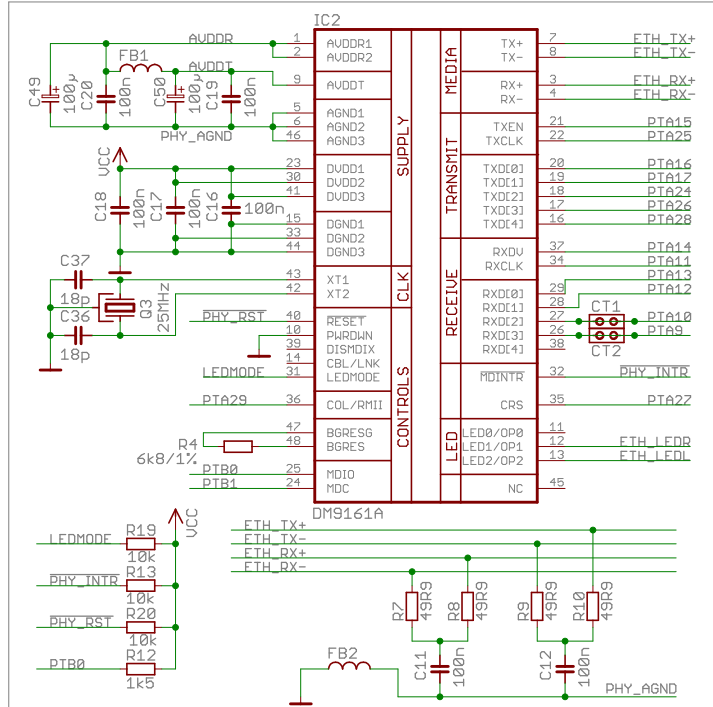 IC2
AVDDR 1 AVDDR1 TX+ 7 ETH_TX+
2 AVDDR2 TX- 8 ETH_TX-
FB1
AVDDT 9 AVDDT RX+ 3 ETH_RX+
RX- 4 ETH_RX-
C49 100µ C20 100n C50 100µ C19 100n
MEDIA
5 AGND1
6 AGND2 TXEN 21 PTA15
PHY_AGND 46 AGND3 TXCLK 22 PTA25
SUPPLY
VCC
23 DVDD1 TXD[0] 20 PTA16
30 DVDD2 TXD[1] 19 PTA17
41 DVDD3 TXD[2] 18 PTA24
C18 100n C17 100n C16 100n
TXD[3] 17 PTA26
15 DGND1 TXD[4] 16 PTA28
TRANSMIT
33 DGND2
44 DGND3 RXDV 37 PTA14
RXCLK 34 PTA11
C37 18p
43 XT1 PTA13
42 XT2 RXD[0] 29 PTA12
CLK
RXD[1] 28
Q3 25MHz
C36 18p
CT1
PHY_RST 40 RESET RXD[2] 27 PTA10
10 PWRDWN RXD[3] 26 PTA9
39 DISMDIX RXD[4] 38
CT2
RECEIVE
14 CBL/LNK
LEDMODE 31 LEDMODE MDINTR 32 PHY_INTR
PTA29 36 COL/RMII CRS 35 PTA27
CONTROLS
47 BGRESG LED0/OP0 11
R4 48 BGRES LED1/OP1 12 ETH_LEDR
6k8/1% LED2/OP2 13 ETH_LEDL
LED
PTB0 25 MDIO
PTB1 24 MDC NC 45
DM9161A
VCC
LEDMODE R19 10k
PHY_INTR R13 10k
PHY_RST R20 10k
PTB0 R12 1k5
ETH_TX+
ETH_TX-
ETH_RX+
ETH_RX-
R7 49R9 R8 49R9 R9 49R9 R10 49R9
C11 100n C12 100n
FB2
PHY_AGND